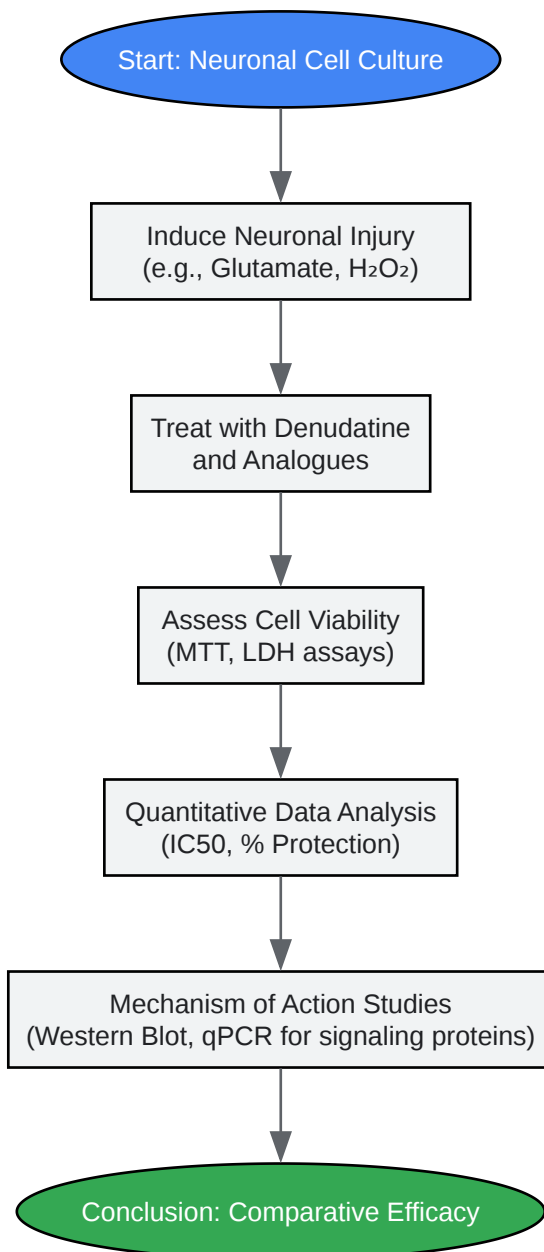 Start: Neuronal Cell Culture
Induce Neuronal Injury
(e.g., Glutamate, H₂O₂)
Treat with Denudatine
and Analogues
Assess Cell Viability
(MTT, LDH assays)
Quantitative Data Analysis
(IC50, % Protection)
Mechanism of Action Studies
(Western Blot, qPCR for signaling proteins)
Conclusion: Comparative Efficacy